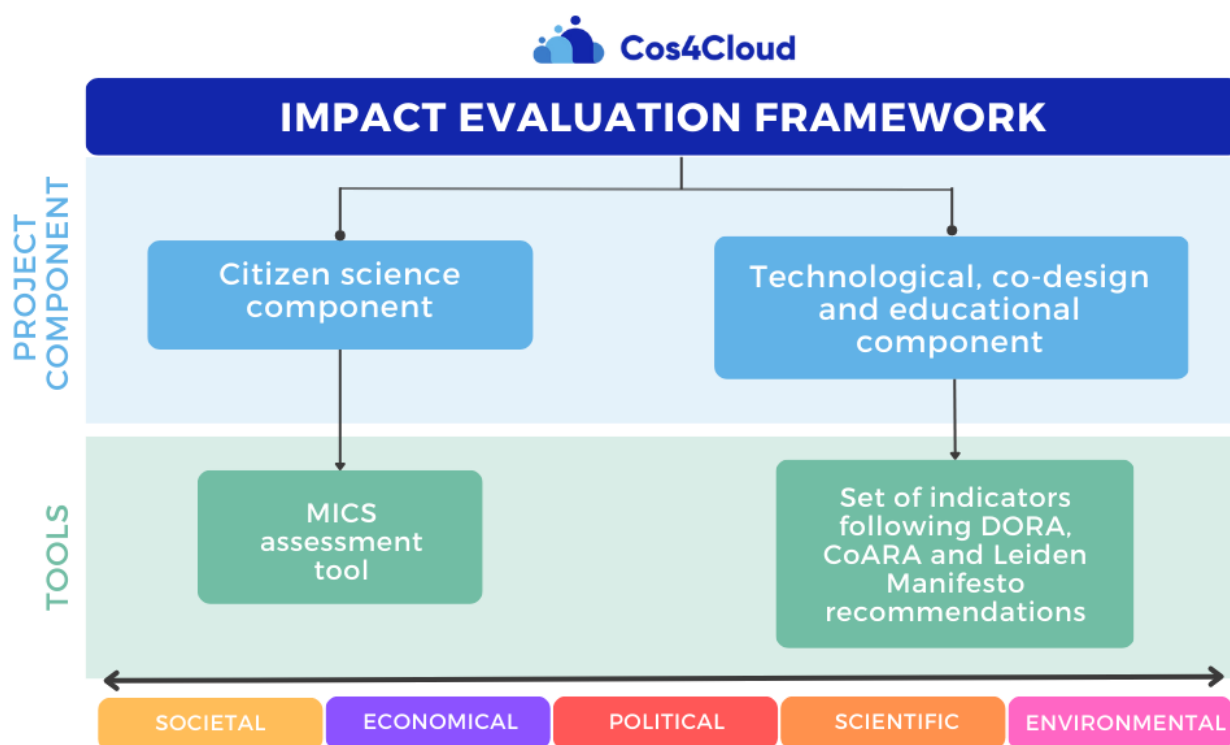 Cos4Cloud
IMPACT EVALUATION FRAMEWORK
PROJECT
COMPONENT
Citizen science
component
Technological, co-design
and educational
component
TOOLS
MICS
assessment
tool
Set of indicators
following DORA,
CoARA and Leiden
Manifesto
recommendations
SOCIETAL
ECONOMICAL
POLITICAL
SCIENTIFIC
ENVIRONMENTAL